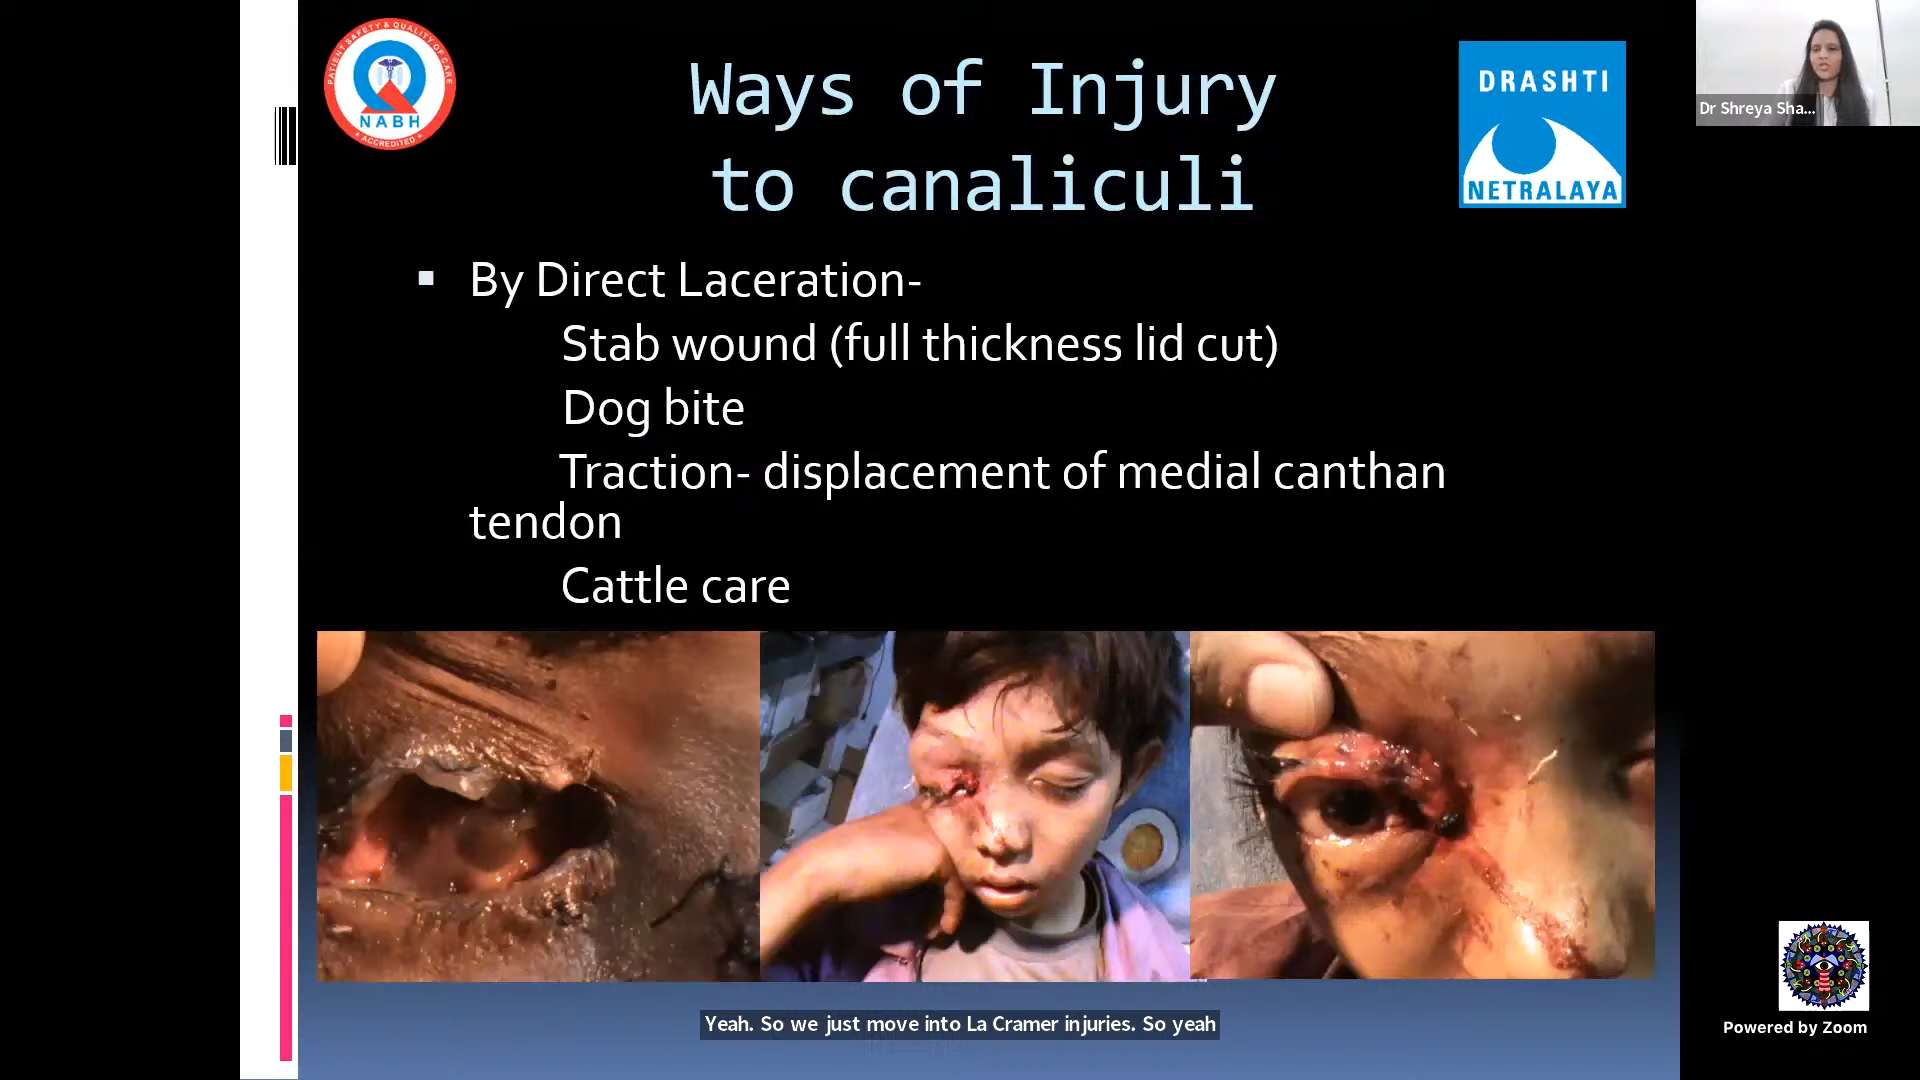 PATIENT SAFETY & QUALITY OF CARE
NABH
ACCREDITED
Ways of Injury
to canaliculi
DRASHTI
NETRALAYA
Dr Shreya Sha...
By Direct Laceration-
Stab wound (full thickness lid cut)
Dog bite
Traction- displacement of medial canthan
tendon
Cattle care
Yeah. So we just move into La Cramer injuries. So yeah
Powered by Zoom